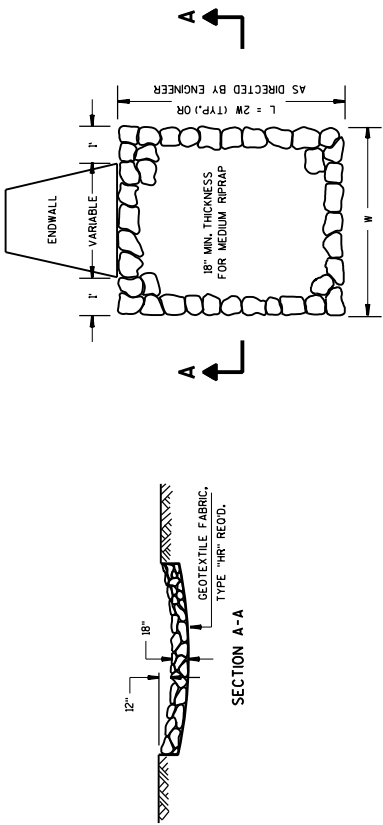 ENDWALL
1'
VARIABLE
1'
18" MIN. THICKNESS
FOR MEDIUM RIPRAP
L = 2W (TYP.) OR
AS DIRECTED BY ENGINEER
W
A
A
12"
18"
GEOTEXTILE FABRIC,
TYPE "HR" REQ'D.
SECTION A-A